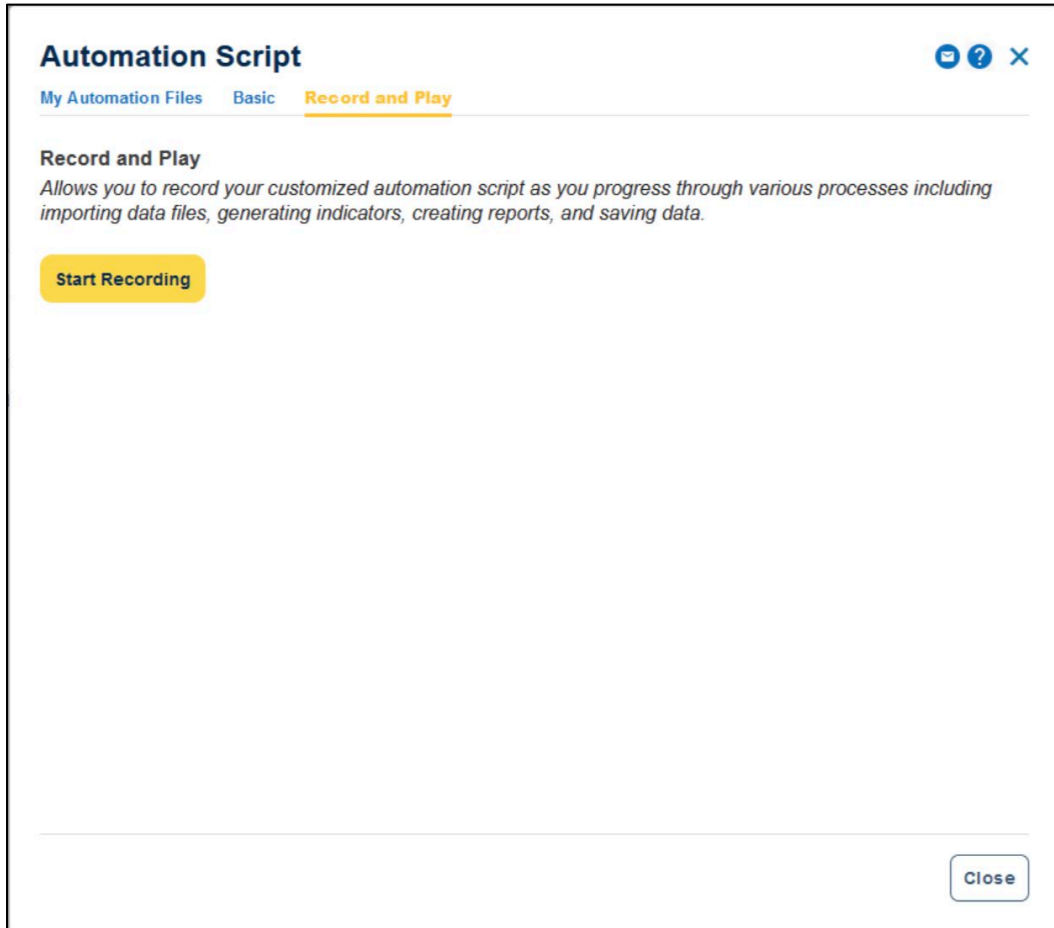 Automation Script
?
My Automation Files Basic Record and Play
Record and Play
Allows you to record your customized automation script as you progress through various processes including
importing data files, generating indicators, creating reports, and saving data.
Start Recording
Close